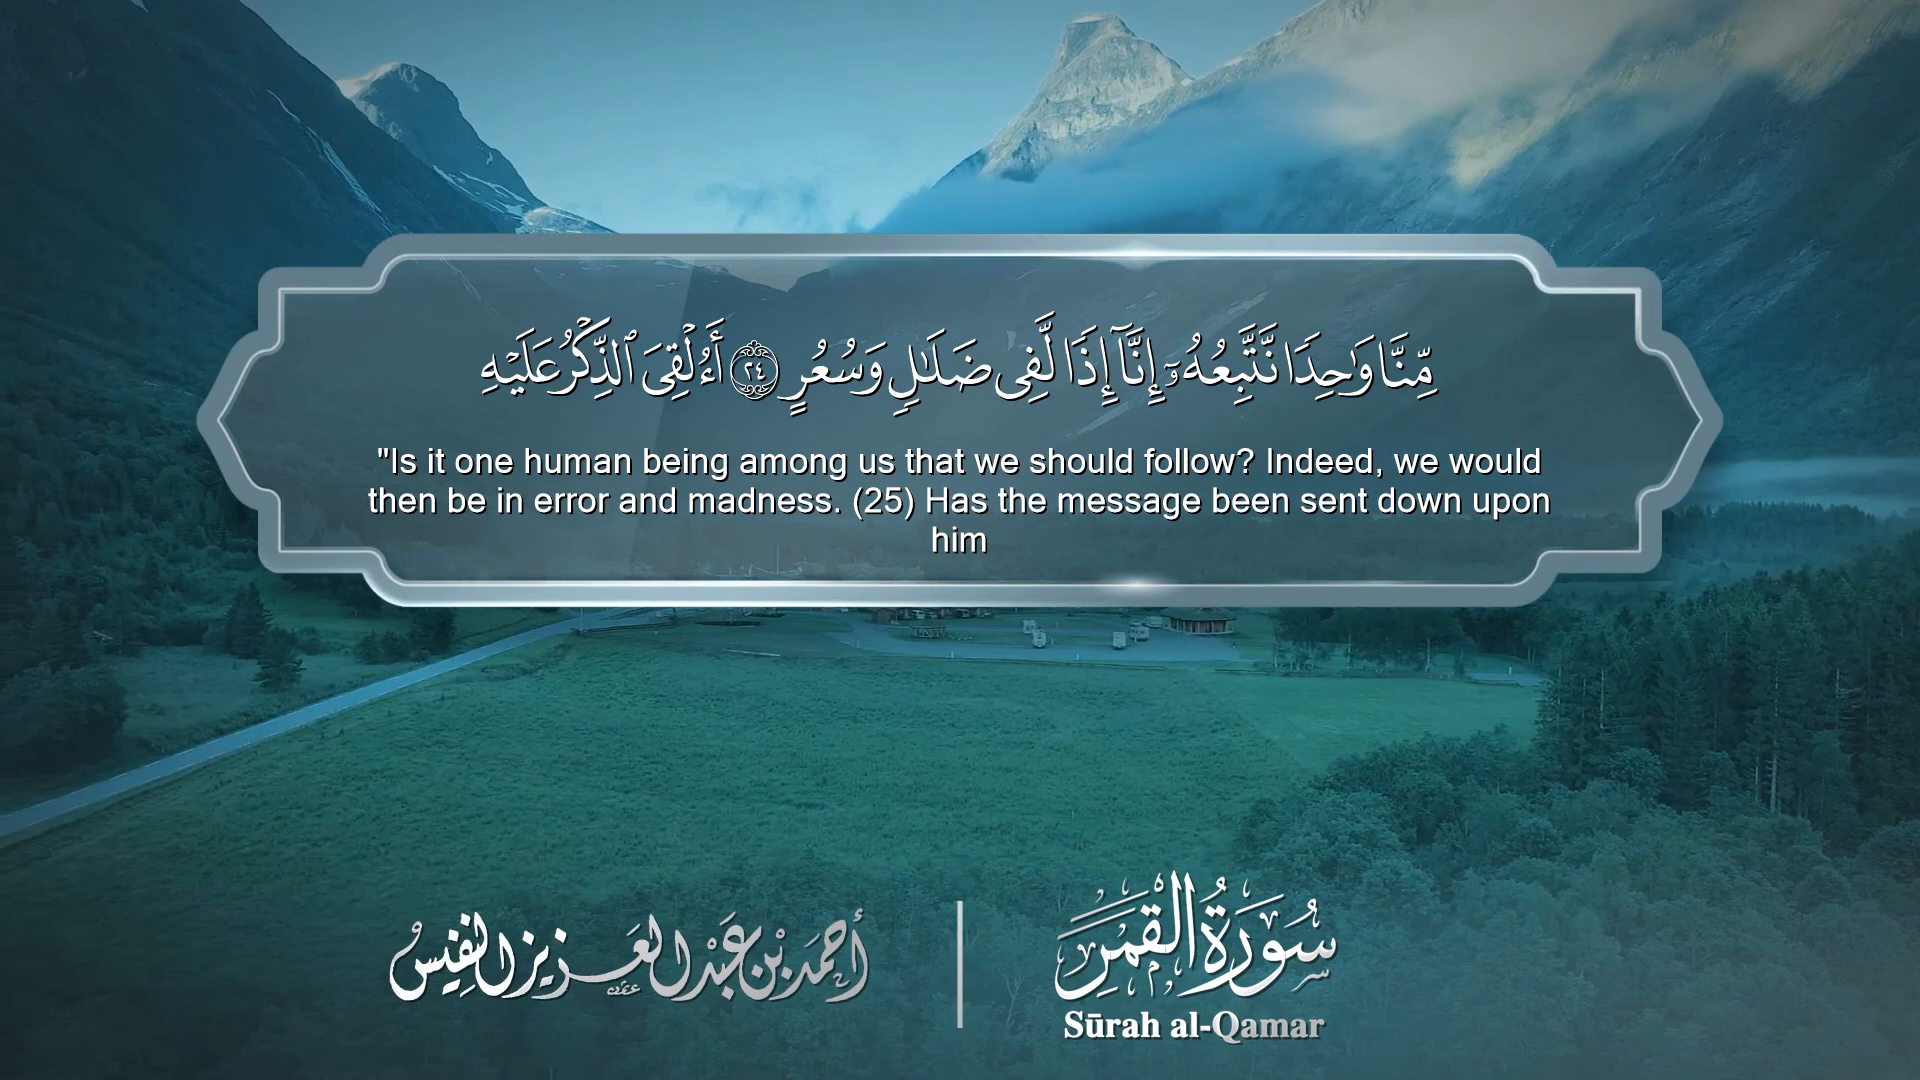 مِّنَّا وَٰحِدًا نَّتَّبِعُهُۥٓ إِنَّآ إِذًا لَّفِى ضَلَٰلٍ وَسُعُرٍ ۝٢٤ أَءُلْقِىَ ٱلذِّكْرُ عَلَيْهِ
"Is it one human being among us that we should follow? Indeed, we would
then be in error and madness. (25) Has the message been sent down upon
him
سُورَةُ القَمَرِ
Sūrah al-Qamar
أحمد بن عبد العزيز النفيس